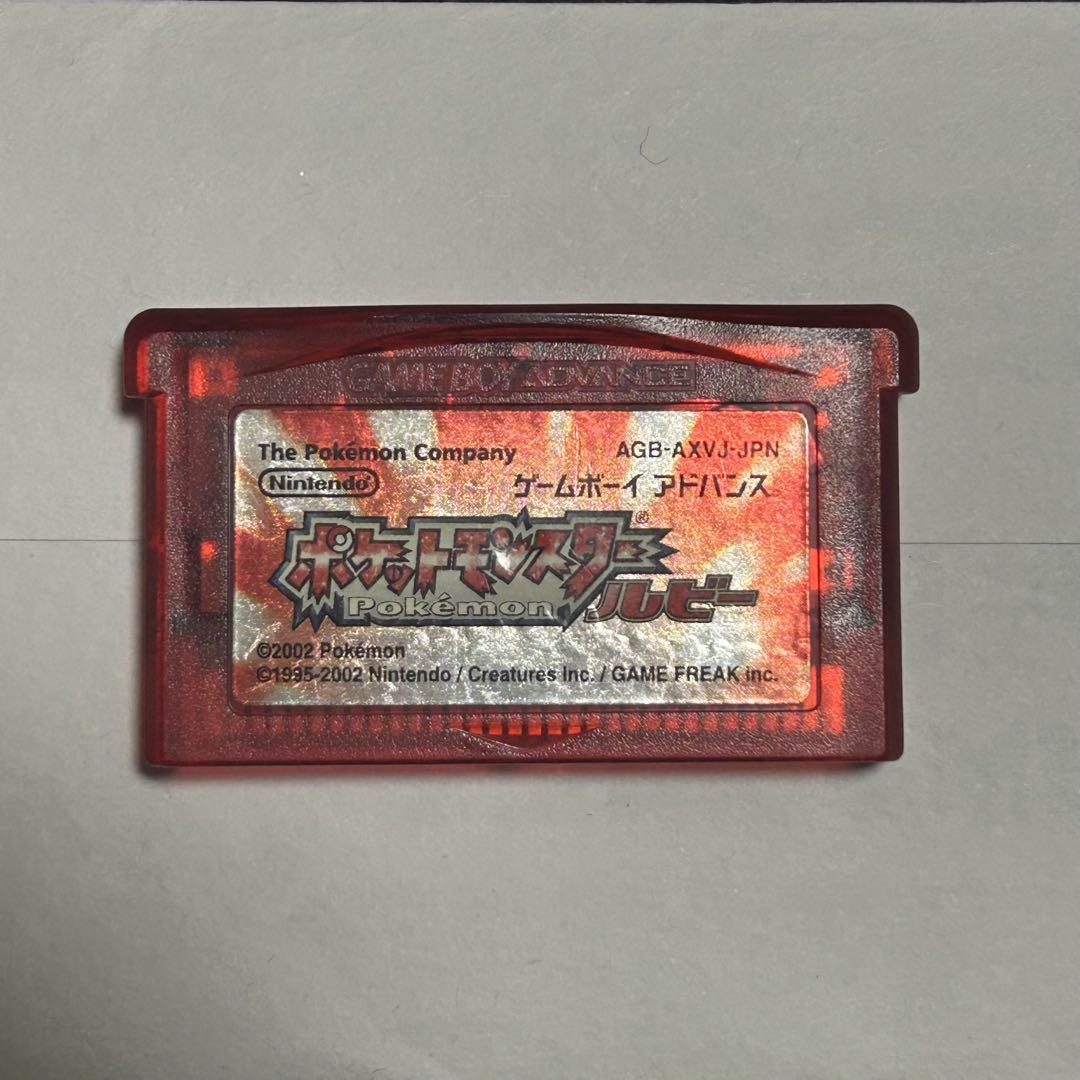 GAME BOY ADVANCE
The Pokémon Company
AGB-AXVJ-JPN
Nintendo®
ゲームボーイ アドバンス
ポケットモンスター®
Pokémon
ルビー
©2002 Pokémon
©1995-2002 Nintendo / Creatures Inc. / GAME FREAK inc.